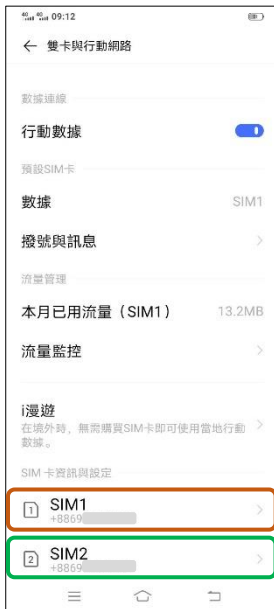 4G 4G 09:12
← 雙卡與行動網路
數據連線
行動數據
預設SIM卡
數據 SIM1
撥號與訊息
流量管理
本月已用流量（SIM1） 13.2MB
流量監控
i漫遊
在境外時，無需購買SIM卡即可使用當地行動
數據。
SIM 卡資訊與設定
1 SIM1
+8869
2 SIM2
+8869